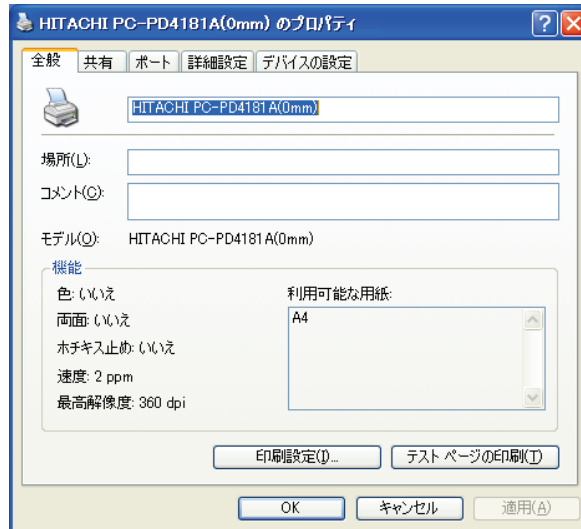 HITACHI PC-PD4181A(0mm) のプロパティ
全般 共有 ポート 詳細設定 デバイスの設定
HITACHI PC-PD4181A(0mm)
場所(L):
コメント(C):
モデル(O): HITACHI PC-PD4181A(0mm)
機能
色: いいえ 利用可能な用紙:
両面: いいえ A4
ホチキス止め: いいえ
速度: 2 ppm
最高解像度: 360 dpi
印刷設定(I)... テスト ページの印刷(T)
OK キャンセル 適用(A)